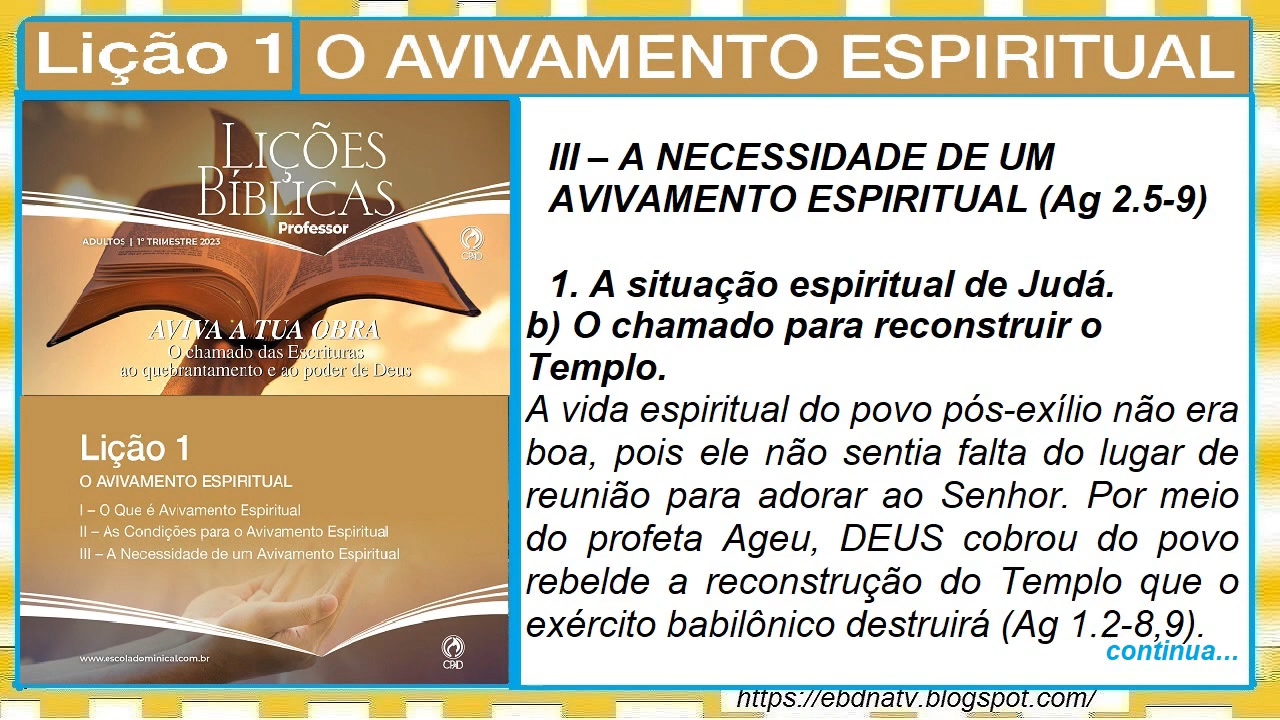 Lição 1
O AVIVAMENTO ESPIRITUAL
LIÇÕES
BÍBLICAS
Professor
ADULTOS | 1º TRIMESTRE 2023
CPAD
AVIVA A TUA OBRA
O chamado das Escrituras
ao quebrantamento e ao poder de Deus
Lição 1
O AVIVAMENTO ESPIRITUAL
I – O Que é Avivamento Espiritual
II – As Condições para o Avivamento Espiritual
III – A Necessidade de um Avivamento Espiritual
www.escoladominical.com.br
CPAD
III – A NECESSIDADE DE UM
AVIVAMENTO ESPIRITUAL (Ag 2.5-9)
1. A situação espiritual de Judá.
b) O chamado para reconstruir o
Templo.
A vida espiritual do povo pós-exílio não era
boa, pois ele não sentia falta do lugar de
reunião para adorar ao Senhor. Por meio
do profeta Ageu, DEUS cobrou do povo
rebelde a reconstrução do Templo que o
exército babilônico destruirá (Ag 1.2-8,9).
continua...
https://ebdnatv.blogspot.com/